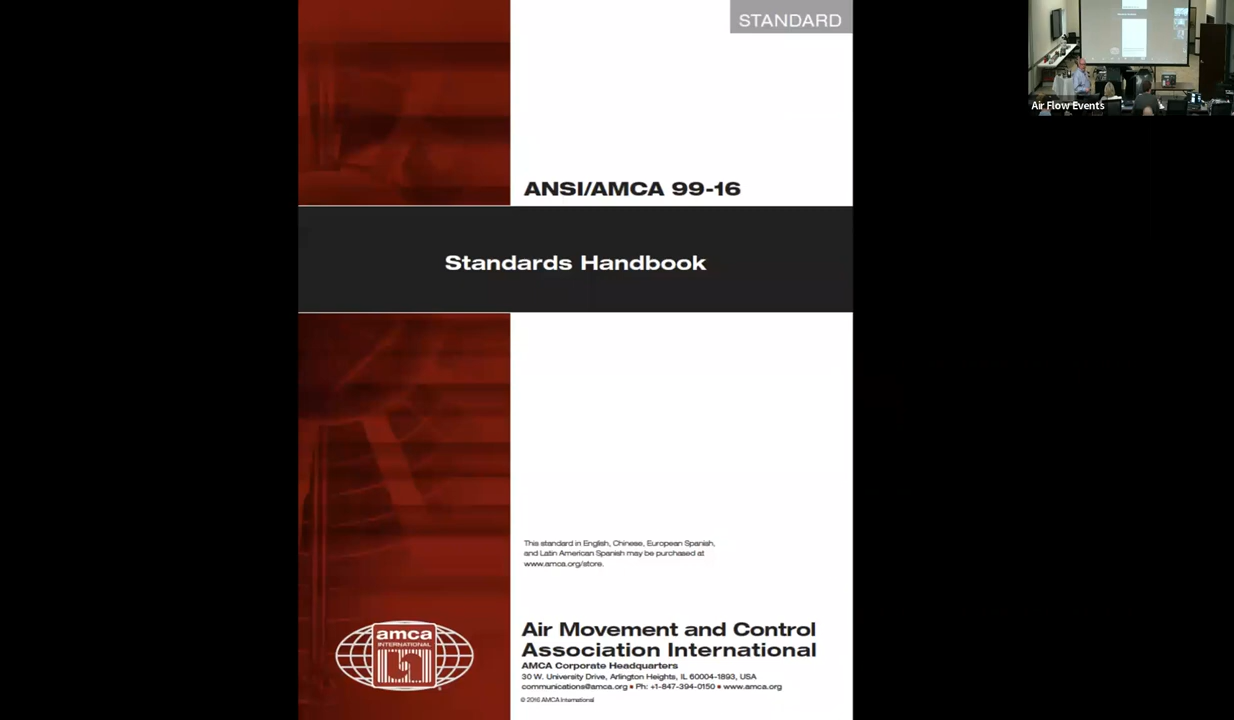 STANDARD
Air Flow Events
ANSI/AMCA 99-16
Standards Handbook
This standard in English, Chinese, European Spanish,
and Latin American Spanish may be purchased at
www.amca.org/store.
amca
INTERNATIONAL
®
Air Movement and Control
Association International
AMCA Corporate Headquarters
30 W. University Drive, Arlington Heights, IL 60004-1893, USA
communications@amca.org ■ Ph: +1-847-394-0150 ■ www.amca.org
© 2016 AMCA International